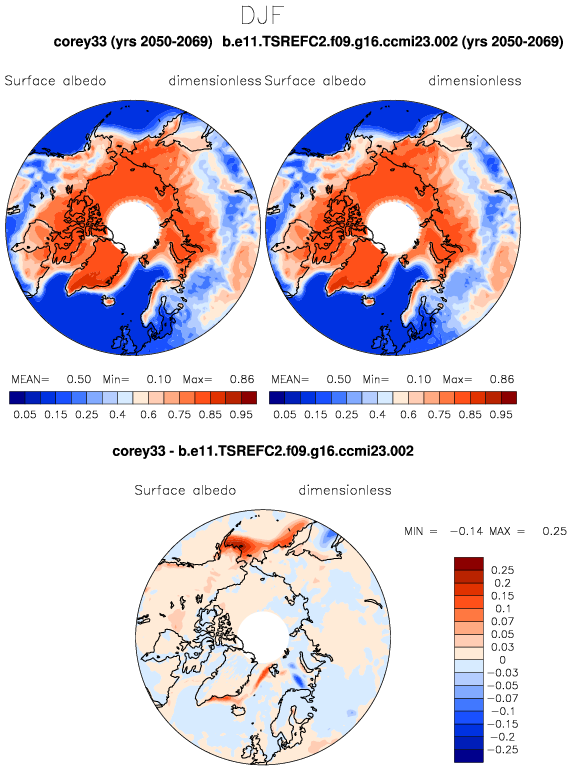 DJF
corey33 (yrs 2050-2069) b.e11.TSREFC2.f09.g16.ccmi23.002 (yrs 2050-2069)
Surface albedo dimensionless Surface albedo dimensionless
MEAN= 0.50 Min= 0.10 Max= 0.86 MEAN= 0.50 Min= 0.10 Max= 0.86
0.05 0.15 0.25 0.4 0.6 0.75 0.85 0.95 0.05 0.15 0.25 0.4 0.6 0.75 0.85 0.95
corey33 - b.e11.TSREFC2.f09.g16.ccmi23.002
Surface albedo dimensionless
MIN = -0.14 MAX = 0.25
0.25
0.2
0.15
0.1
0.07
0.05
0.03
0
-0.03
-0.05
-0.07
-0.1
-0.15
-0.2
-0.25